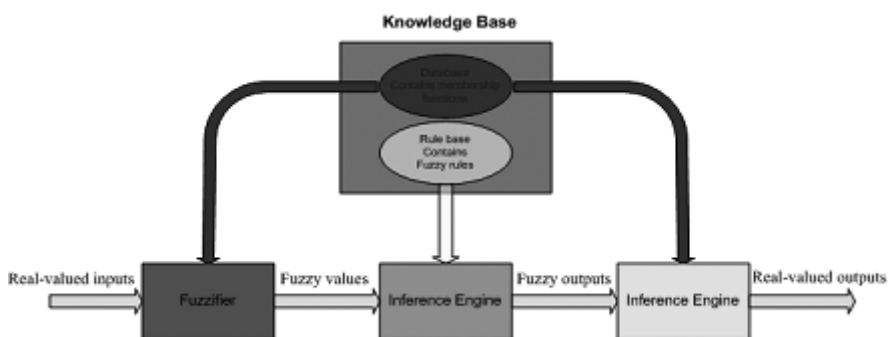 Knowledge Base
Database
Contains membership
functions
Rule base
Contains
Fuzzy rules
Real-valued inputs
Fuzzifier
Fuzzy values
Inference Engine
Fuzzy outputs
Inference Engine
Real-valued outputs